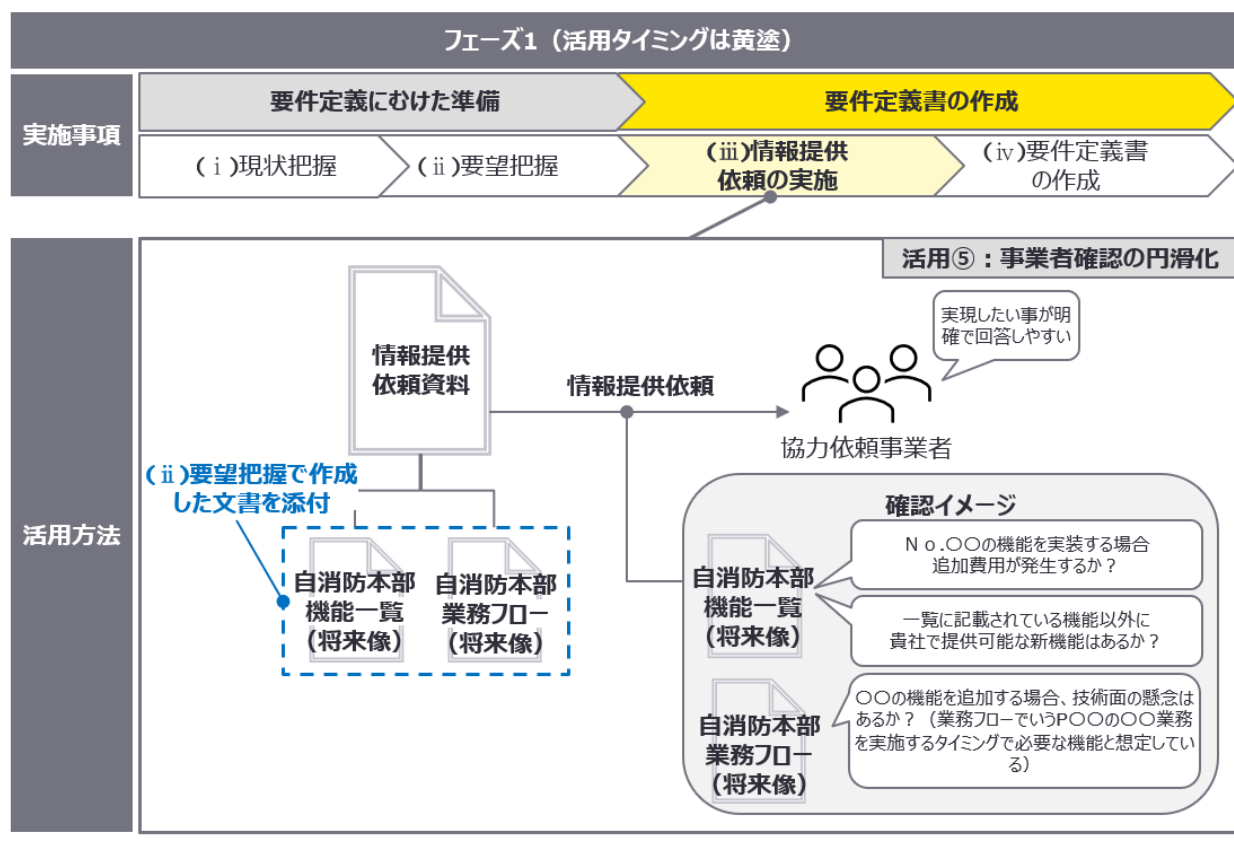 フェーズ1（活用タイミングは黄塗）
実施事項
要件定義にむけた準備
要件定義書の作成
(ⅰ)現状把握
(ⅱ)要望把握
(ⅲ)情報提供
依頼の実施
(ⅳ)要件定義書
の作成
活用方法
活用⑤：事業者確認の円滑化
情報提供
依頼資料
情報提供依頼
実現したい事が明
確で回答しやすい
協力依頼事業者
(ⅱ)要望把握で作成
した文書を添付
自消防本部
機能一覧
(将来像)
自消防本部
業務フロー
(将来像)
確認イメージ
自消防本部
機能一覧
(将来像)
Ｎｏ.〇〇の機能を実装する場合
追加費用が発生するか？
一覧に記載されている機能以外に
貴社で提供可能な新機能はあるか？
自消防本部
業務フロー
(将来像)
〇〇の機能を追加する場合、技術面の懸念は
あるか？（業務フローでいうP〇〇の〇〇業務
を実施するタイミングで必要な機能と想定してい
る）